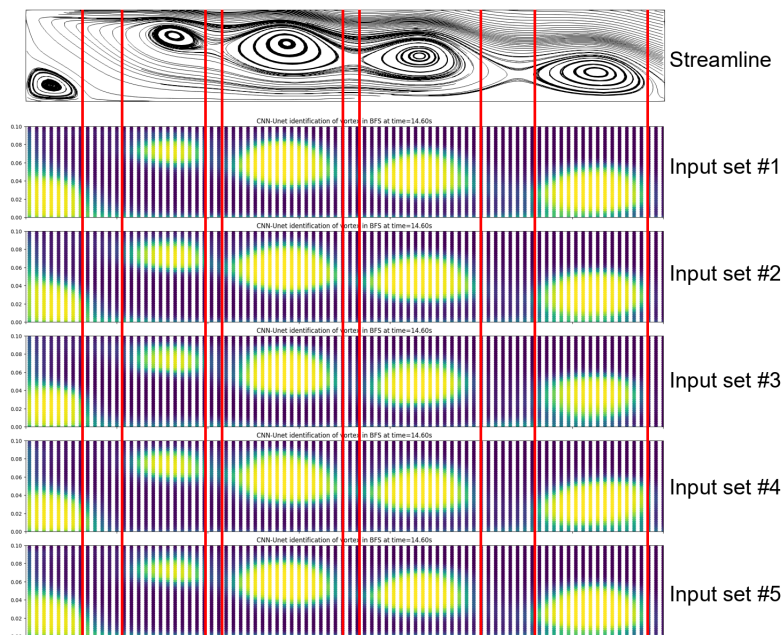 Streamline
CNN-Unet identification of vortex in BFS at time=14.60s
0.10
0.08
0.06
0.04
0.02
0.00
Input set #1
CNN-Unet identification of vortex in BFS at time=14.60s
0.10
0.08
0.06
0.04
0.02
0.00
Input set #2
CNN-Unet identification of vortex in BFS at time=14.60s
0.10
0.08
0.06
0.04
0.02
0.00
Input set #3
CNN-Unet identification of vortex in BFS at time=14.60s
0.10
0.08
0.06
0.04
0.02
0.00
Input set #4
CNN-Unet identification of vortex in BFS at time=14.60s
0.10
0.08
0.06
0.04
0.02
Input set #5